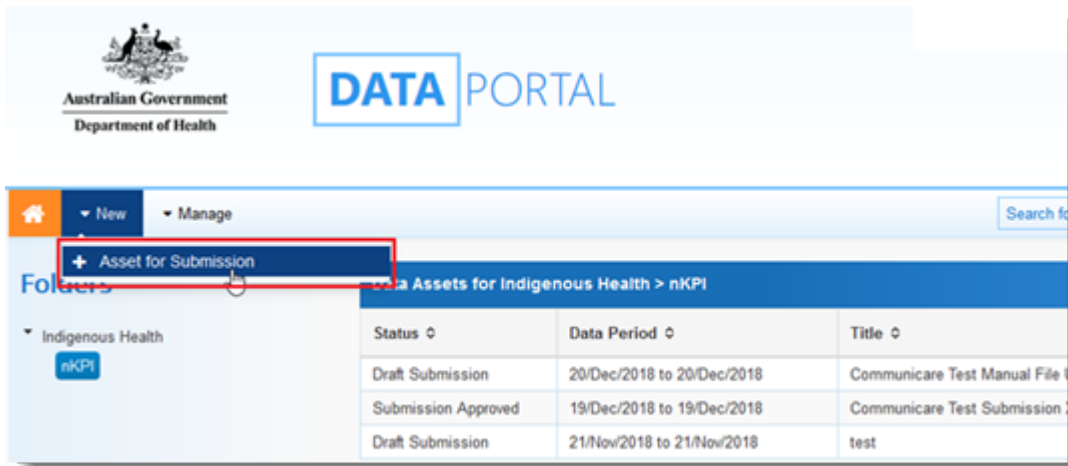 Australian Government
Department of Health
DATA PORTAL
New Manage Search fo
+ Asset for Submission
Folders
Data Assets for Indigenous Health > nKPI
Indigenous Health
nKPI
Status Data Period Title
Draft Submission 20/Dec/2018 to 20/Dec/2018 Communicare Test Manual File
Submission Approved 19/Dec/2018 to 19/Dec/2018 Communicare Test Submission
Draft Submission 21/Nov/2018 to 21/Nov/2018 test